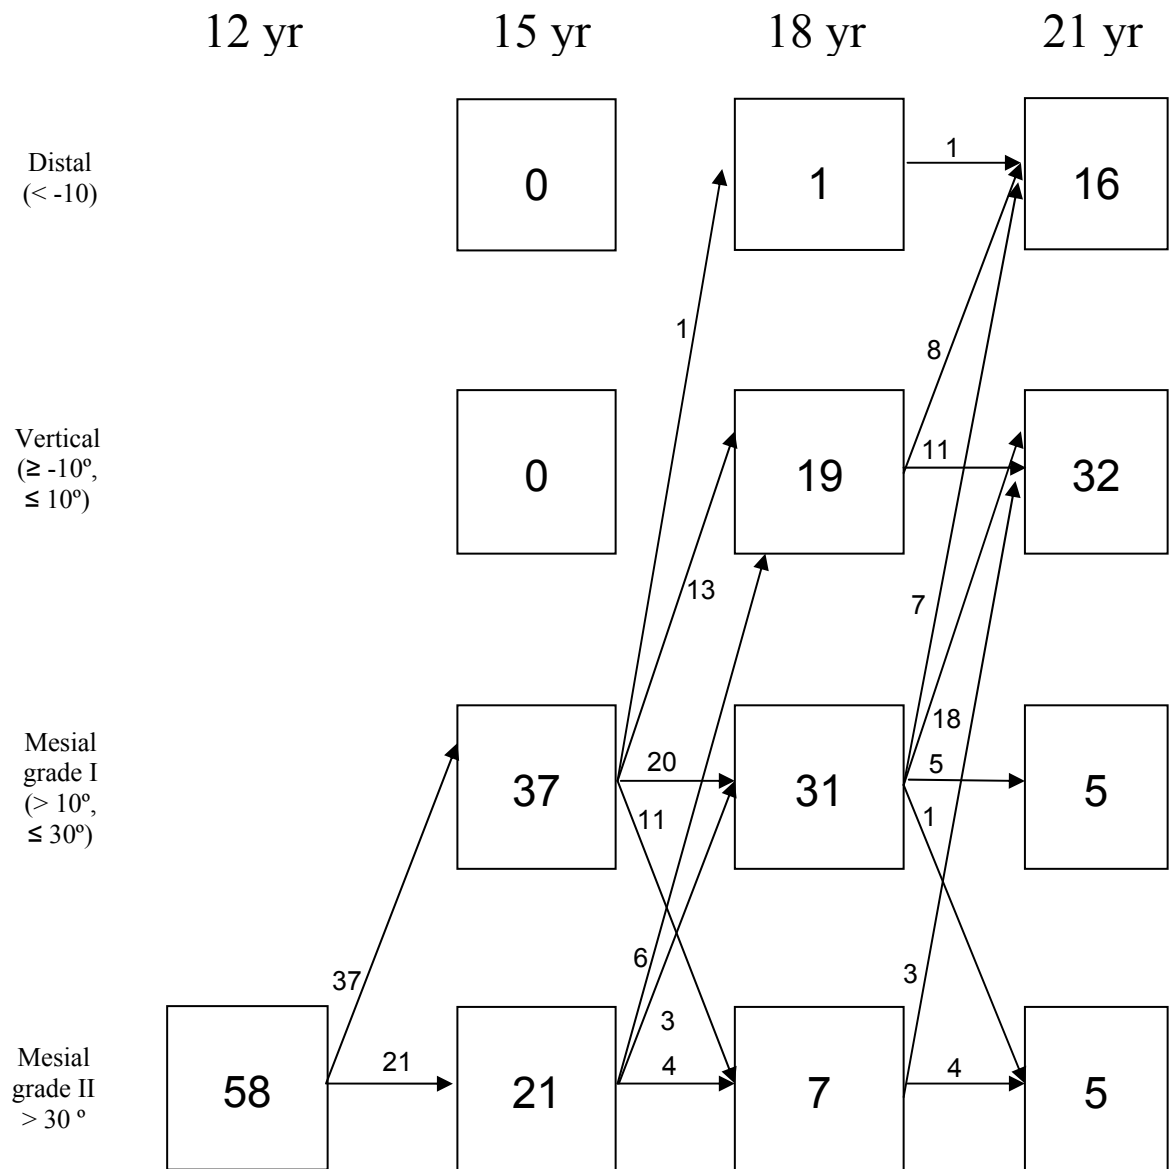 12 yr 15 yr 18 yr 21 yr
Distal
(< -10)
0 1 1 16
1
8
Vertical
(≥ -10º,
≤ 10º)
0 19 11 32
13
7
Mesial
grade I
(> 10º,
≤ 30º)
37 20 31 18 5 5
11 1
6 3
37
3
Mesial
grade II
> 30 º
58 21 21 4 7 4 5